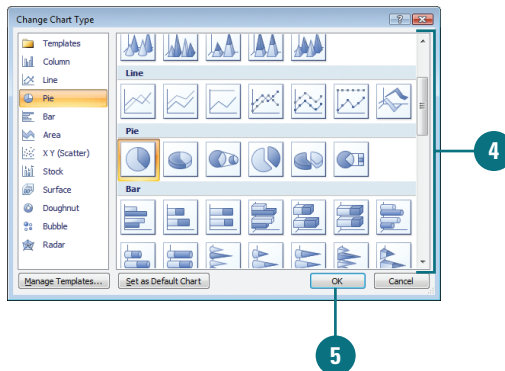 Change Chart Type
Templates
Column
Line
Pie
Bar
Area
X Y (Scatter)
Stock
Surface
Doughnut
Bubble
Radar
Line
Pie
Bar
4
Manage Templates...
Set as Default Chart
OK
Cancel
5